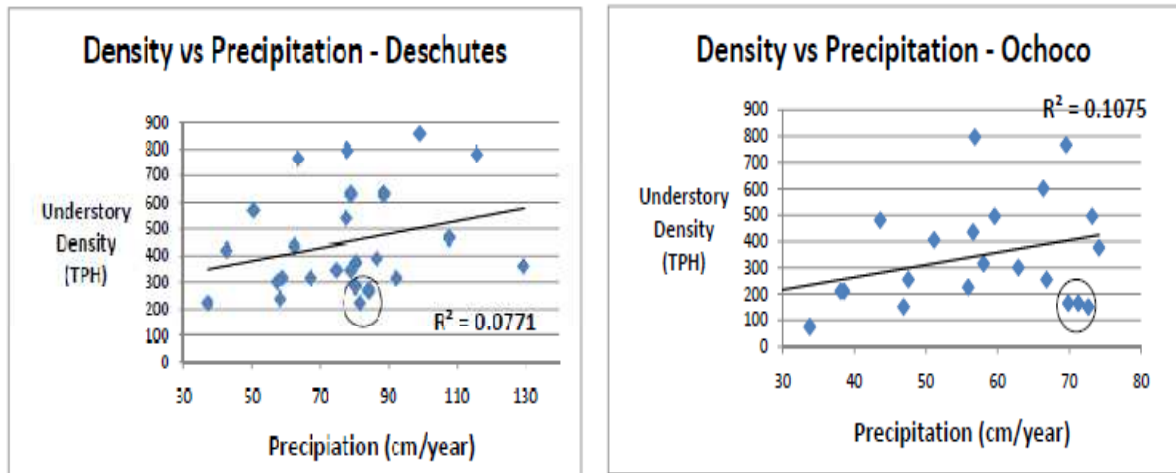 Density vs Precipitation - Deschutes
900
800
700
600
500
400
300
200
100
0
Understory
Density
(TPH)
R² = 0.0771
30 50 70 90 110 130
Precipiation (cm/year)
Density vs Precipitation - Ochoco
R² = 0.1075
900
800
700
600
500
400
300
200
100
0
Understory
Density
(TPH)
30 40 50 60 70 80
Precipitation (cm/year)